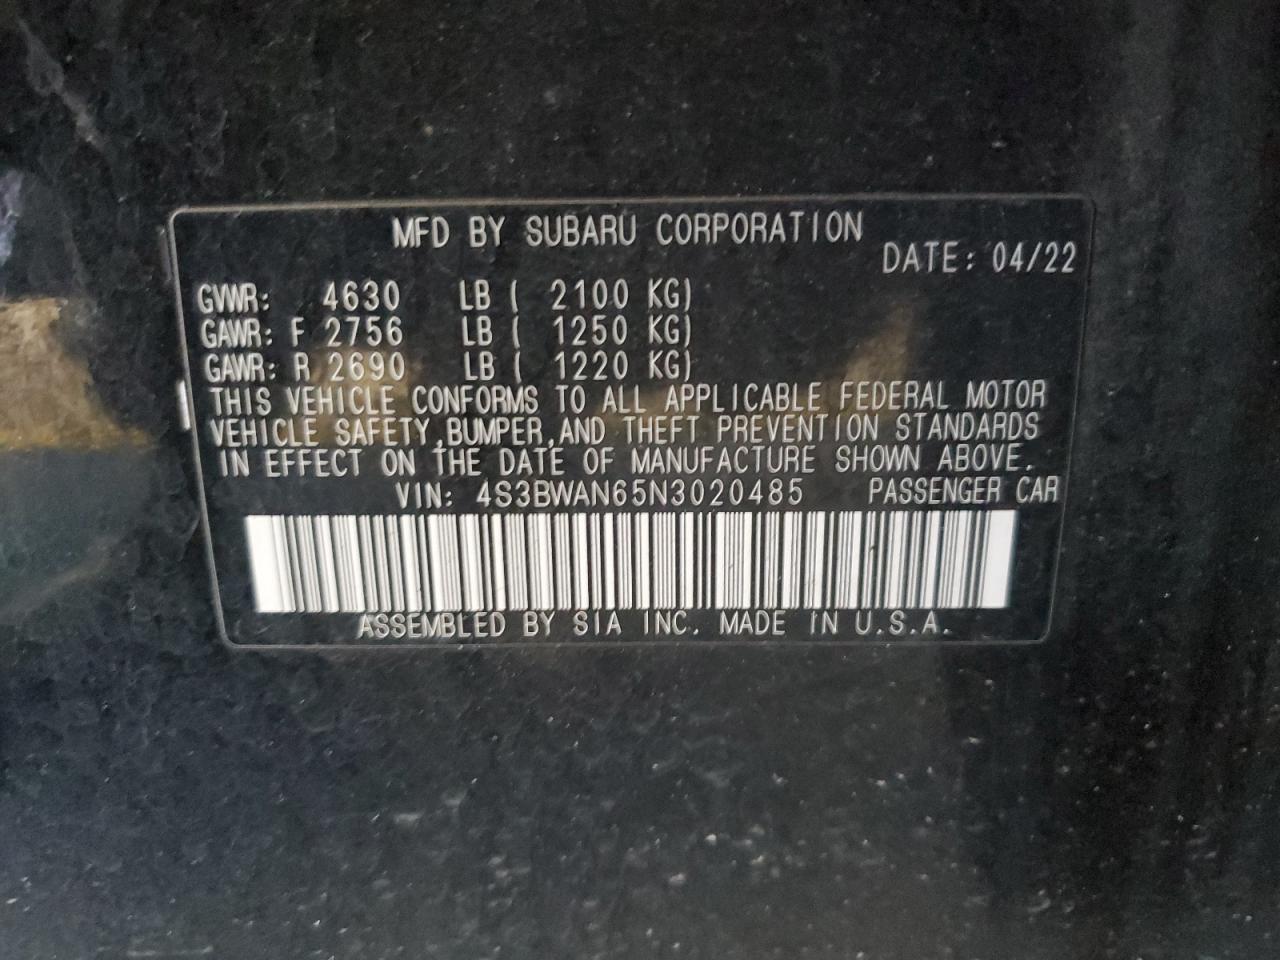 MFD BY SUBARU CORPORATION
DATE: 04/22
GVWR: 4630 LB ( 2100 KG)
GAWR: F 2756 LB ( 1250 KG)
GAWR: R 2690 LB ( 1220 KG)
THIS VEHICLE CONFORMS TO ALL APPLICABLE FEDERAL MOTOR
VEHICLE SAFETY,BUMPER,AND THEFT PREVENTION STANDARDS
IN EFFECT ON THE DATE OF MANUFACTURE SHOWN ABOVE.
VIN: 4S3BWAN65N3020485 PASSENGER CAR
ASSEMBLED BY SIA INC. MADE IN U.S.A.